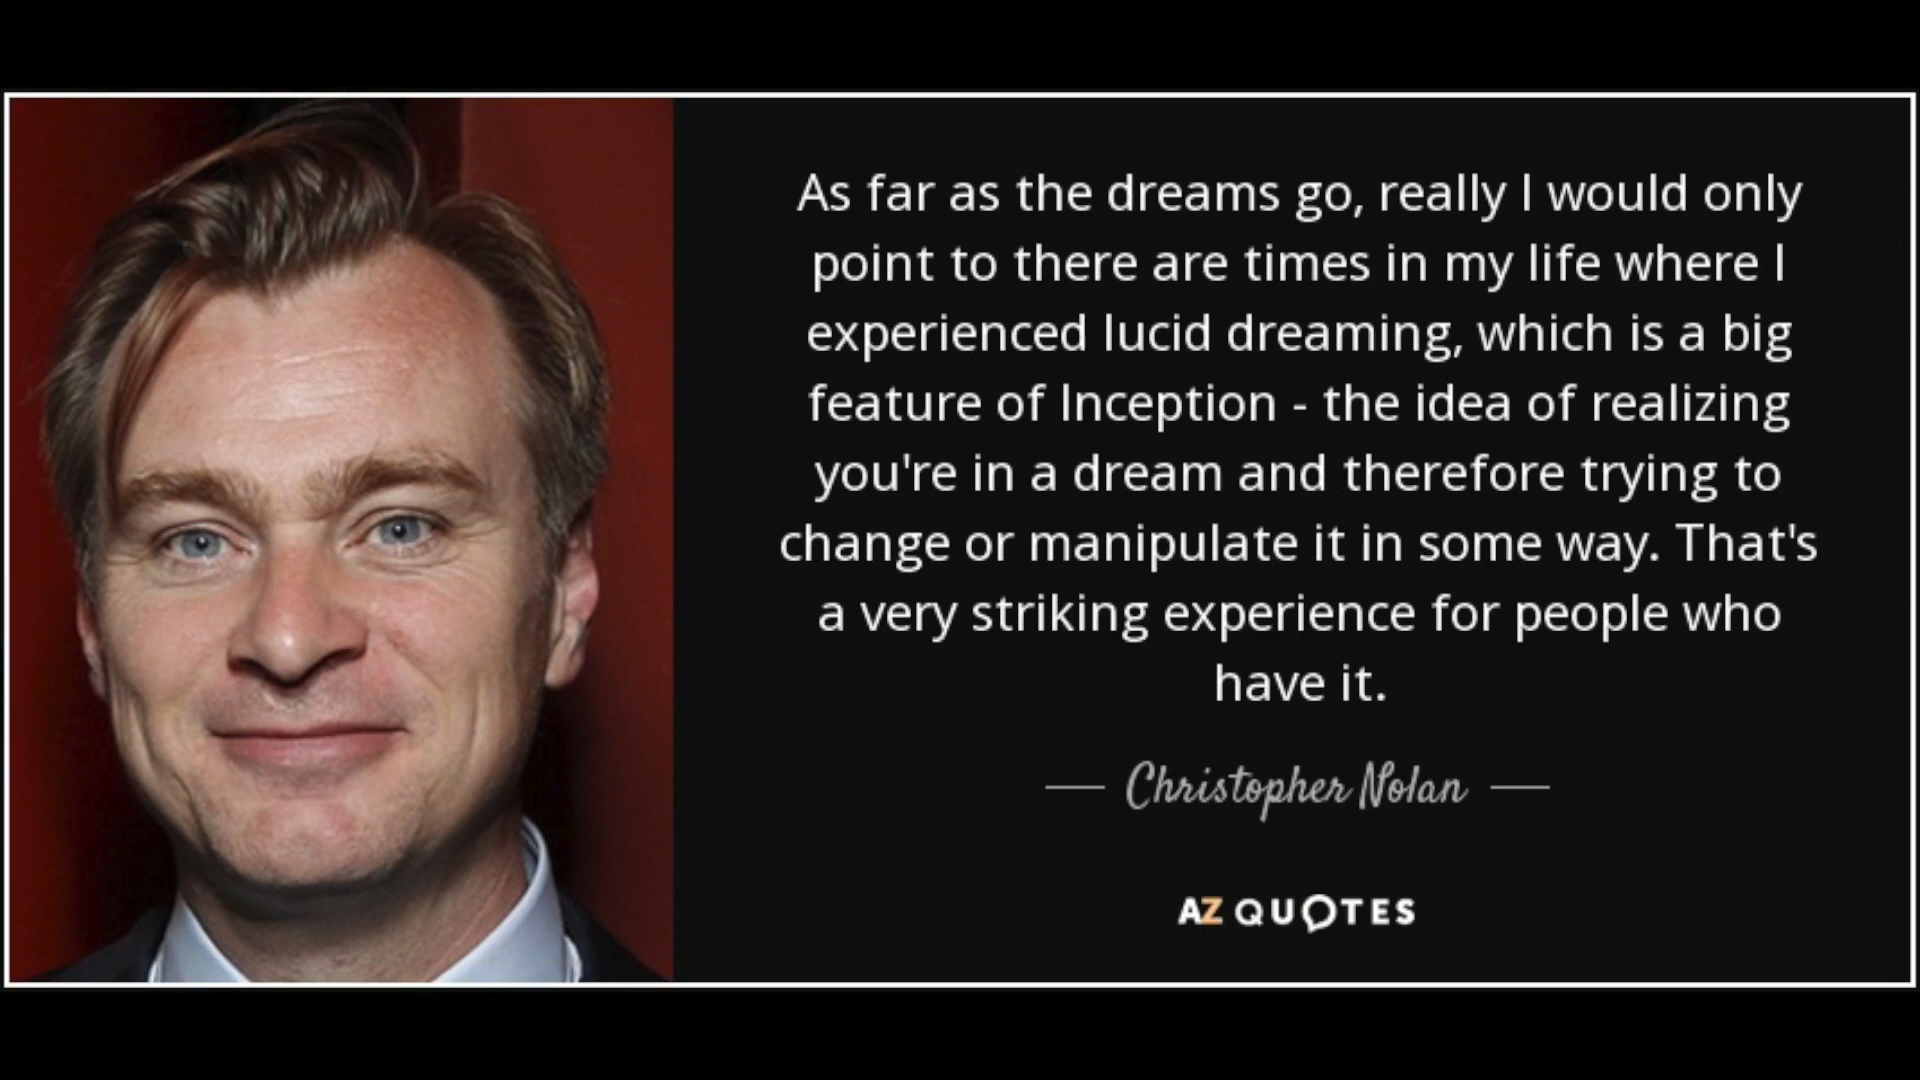 As far as the dreams go, really I would only
point to there are times in my life where I
experienced lucid dreaming, which is a big
feature of Inception - the idea of realizing
you're in a dream and therefore trying to
change or manipulate it in some way. That's
a very striking experience for people who
have it.
— Christopher Nolan —
AZ QUOTES